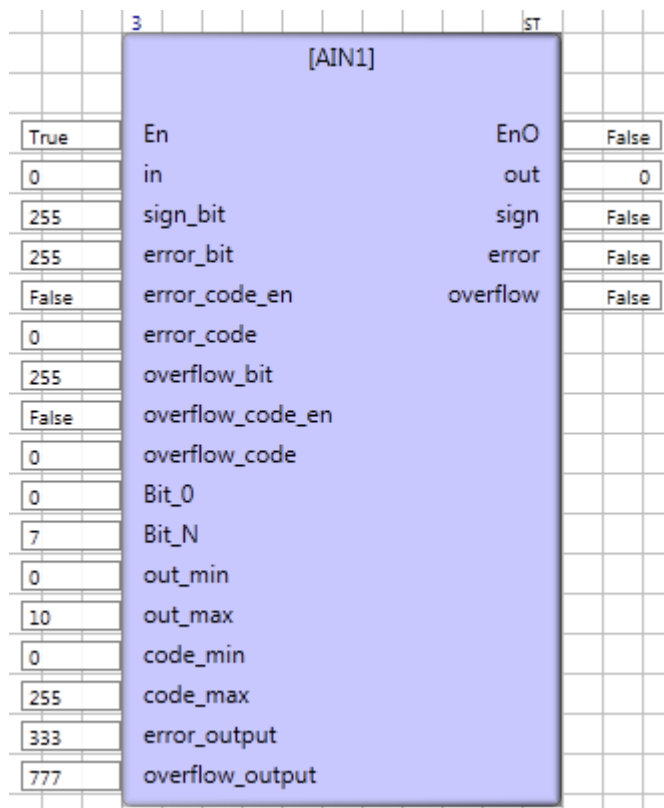 3 ST
[AIN1]
True En EnO False
0 in out 0
255 sign_bit sign False
255 error_bit error False
False error_code_en overflow False
0 error_code
255 overflow_bit
False overflow_code_en
0 overflow_code
0 Bit_0
7 Bit_N
0 out_min
10 out_max
0 code_min
255 code_max
333 error_output
777 overflow_output